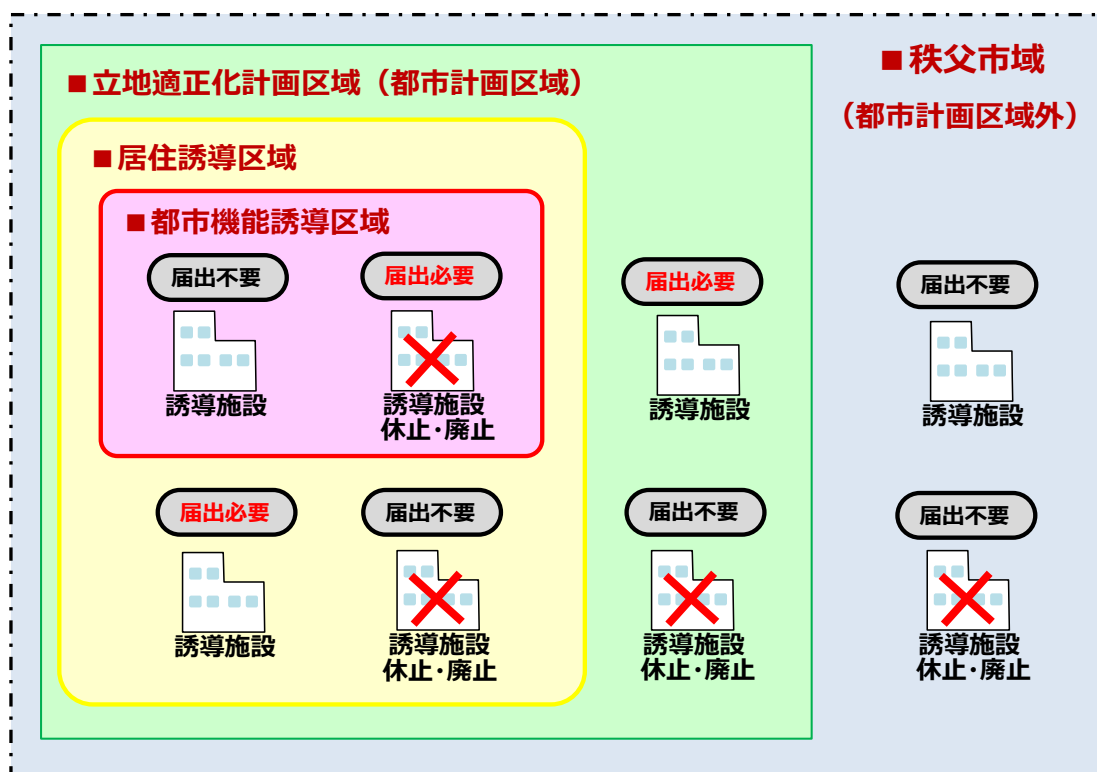 ■秩父市域
（都市計画区域外）
■立地適正化計画区域（都市計画区域）
■居住誘導区域
■都市機能誘導区域
届出不要
誘導施設
届出必要
誘導施設
休止･廃止
届出必要
誘導施設
届出不要
誘導施設
届出必要
誘導施設
届出不要
誘導施設
休止･廃止
届出不要
誘導施設
休止･廃止
届出不要
誘導施設
休止･廃止